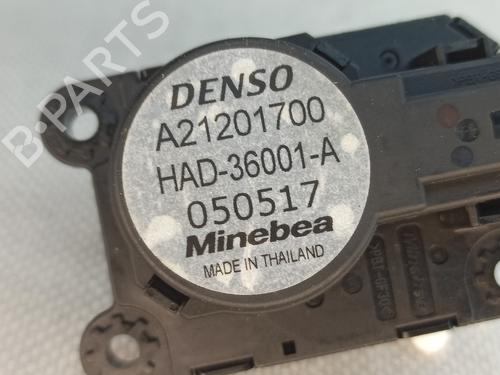 B-PARTS
DENSO
A21201700
HAD-36001-A
050517
Minebea
MADE IN THAILAND